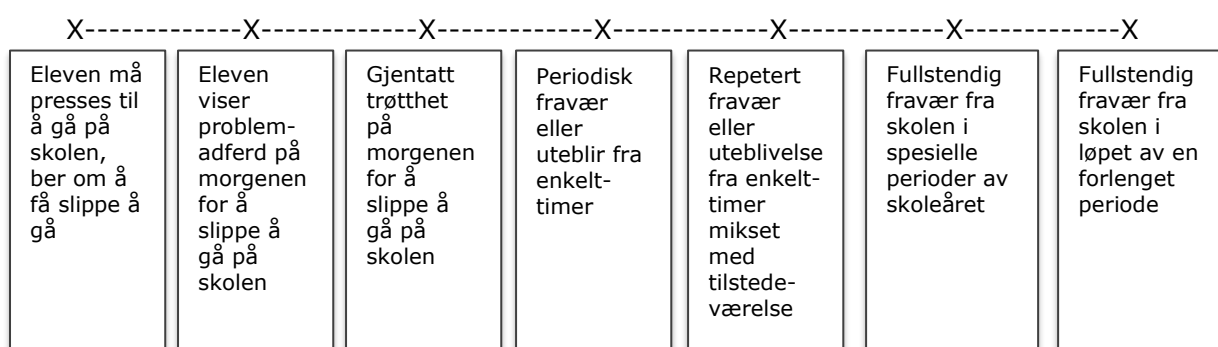 X-------------X-------------X-------------X-------------X-------------X-------------X
Eleven må
presses til
å gå på
skolen,
ber om å
få slippe å
gå
Eleven
viser
problem-
adferd på
morgenen
for å
slippe å
gå på
skolen
Gjentatt
trøtthet
på
morgenen
for å
slippe å
gå på
skolen
Periodisk
fravær
eller
uteblir fra
enkelt-
timer
Repetert
fravær
eller
uteblivelse
fra enkelt-
timer
mikset
med
tilstede-
værelse
Fullstendig
fravær fra
skolen i
spesielle
perioder av
skoleåret
Fullstendig
fravær fra
skolen i
løpet av en
forlenget
periode